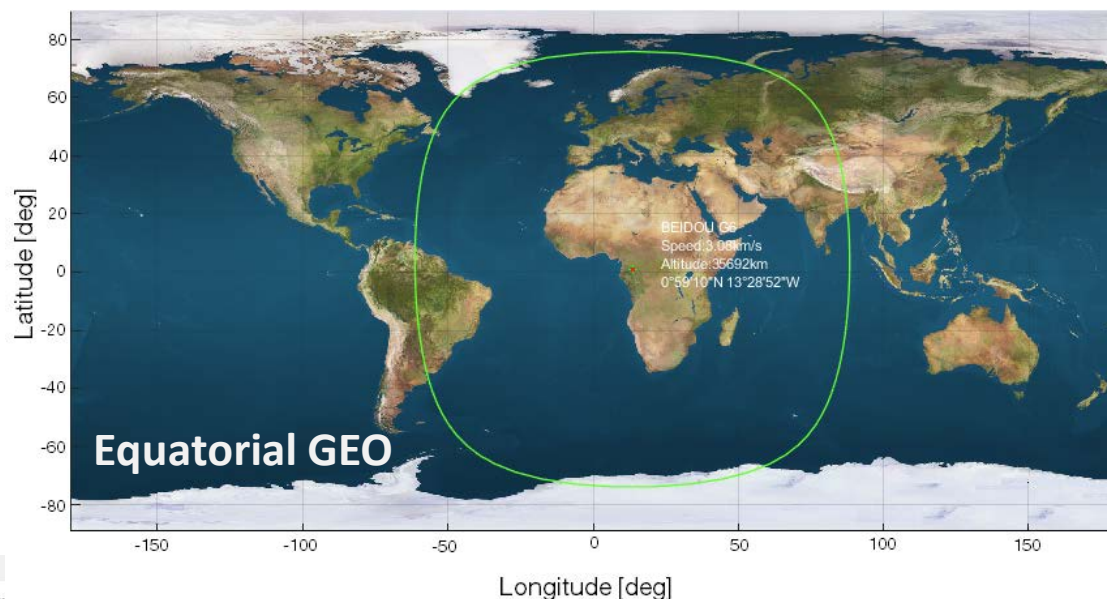 80
60
40
20
0
-20
-40
-60
-80
Latitude [deg]
BEIDOU G6
Speed:3.08km/s
Altitude:35692km
0°59'10"N 13°28'52"W
Equatorial GEO
-150
-100
-50
0
50
100
150
Longitude [deg]